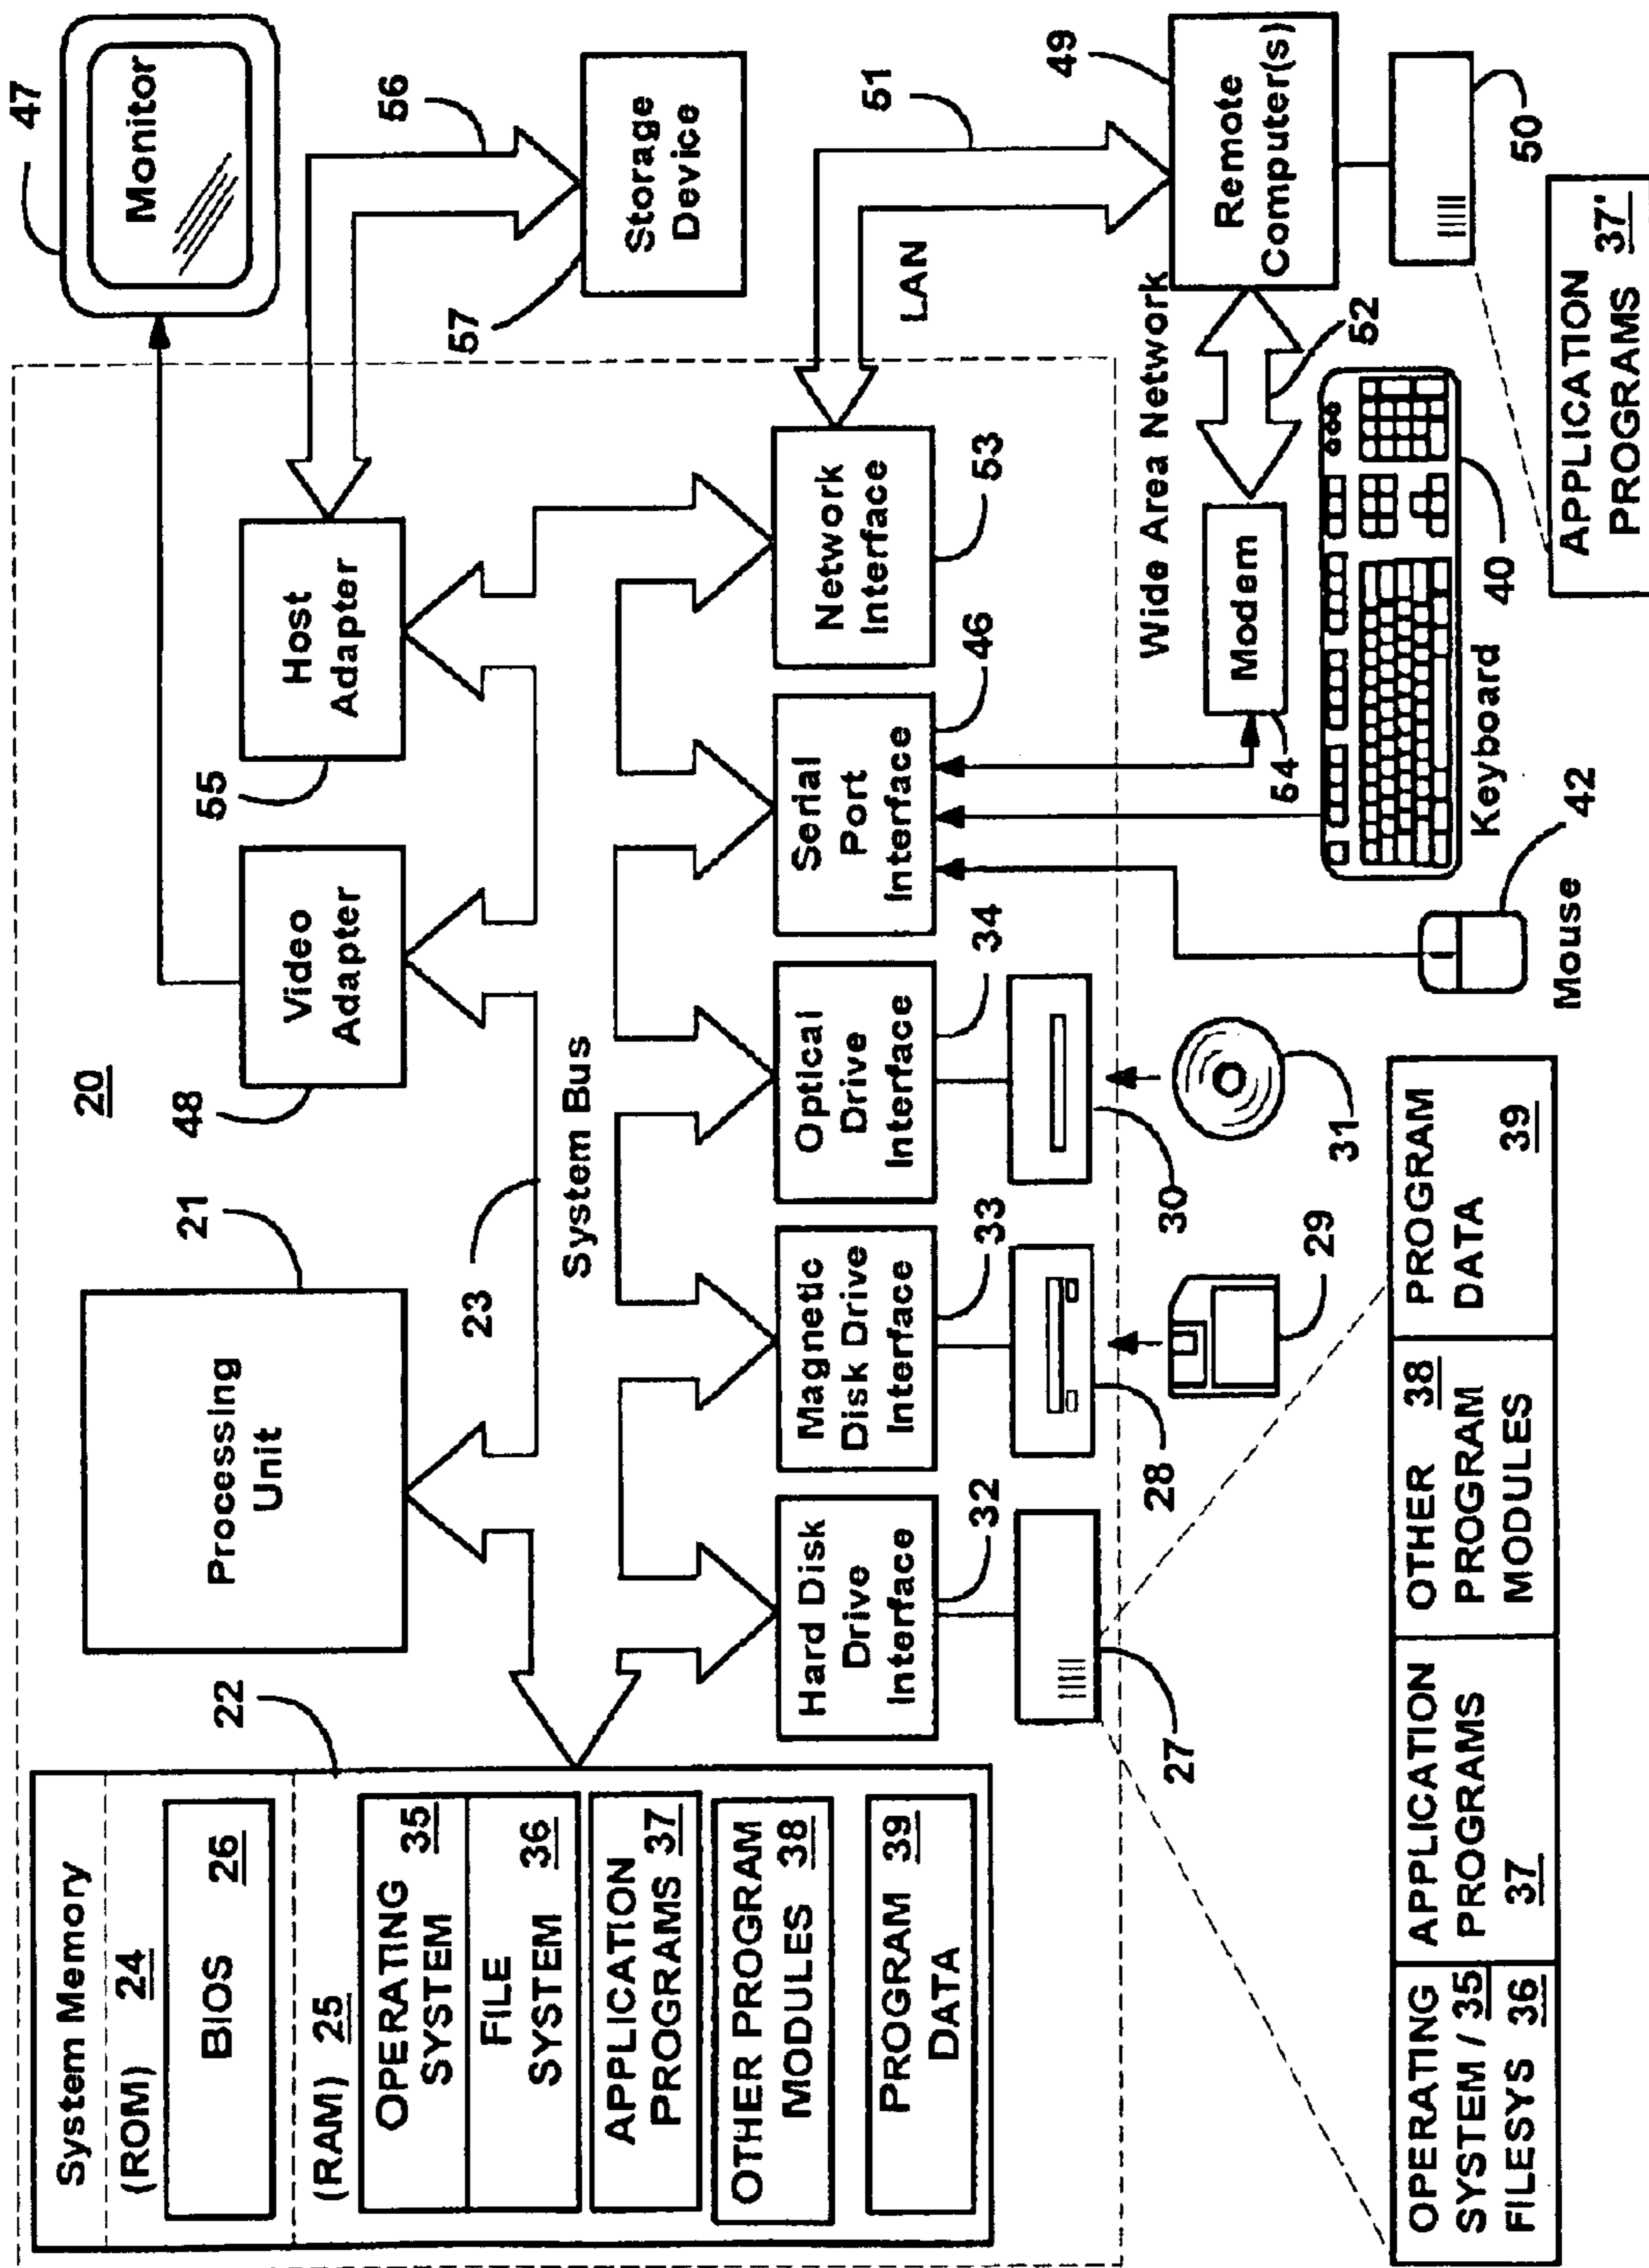 System Memory
(ROM) 24
BIOS 26
(RAM) 25
22
OPERATING
SYSTEM 35
FILE
SYSTEM 36
APPLICATION
PROGRAMS 37
OTHER PROGRAM
MODULES 38
PROGRAM 39
DATA
Processing
Unit
21
20
Video
Adapter
48
Host
Adapter
55
47
Monitor
23
System Bus
56
Storage
Device
57
Hard Disk
Drive
Interface
32
Magnetic
Disk Drive
Interface
33
Optical
Drive
Interface
34
Serial
Port
Interface
46
Network
Interface
53
LAN
51
27
28
29
30
31
Wide Area Network
Modem
54
52
Remote
Computer(s)
49
50
Mouse
42
Keyboard
40
OPERATING
SYSTEM / 35
FILESYS 36
APPLICATION
PROGRAMS
37
OTHER 38
PROGRAM
MODULES
PROGRAM
DATA 39
APPLICATION
PROGRAMS 37'